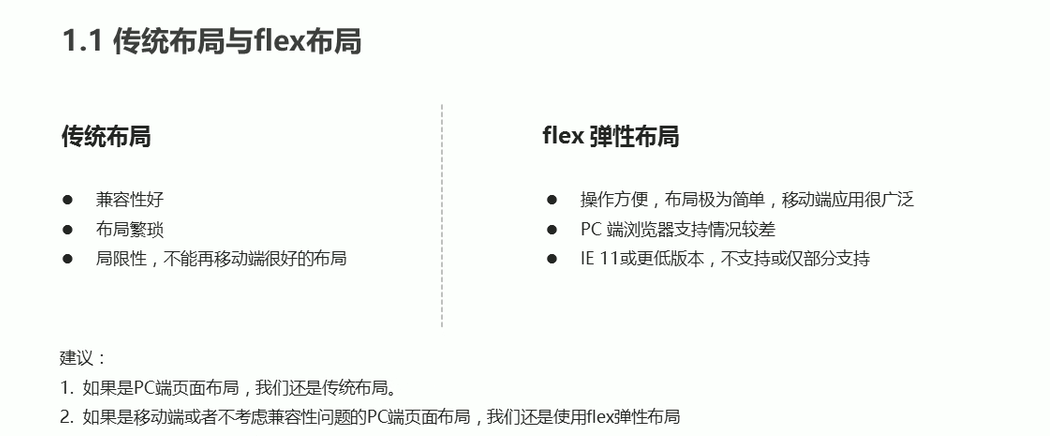 1.1 传统布局与flex布局
传统布局
● 兼容性好
● 布局繁琐
● 局限性，不能再移动端很好的布局
flex 弹性布局
● 操作方便，布局极为简单，移动端应用很广泛
● PC 端浏览器支持情况较差
● IE 11或更低版本，不支持或仅部分支持
建议：
1. 如果是PC端页面布局，我们还是传统布局。
2. 如果是移动端或者不考虑兼容性问题的PC端页面布局，我们还是使用flex弹性布局